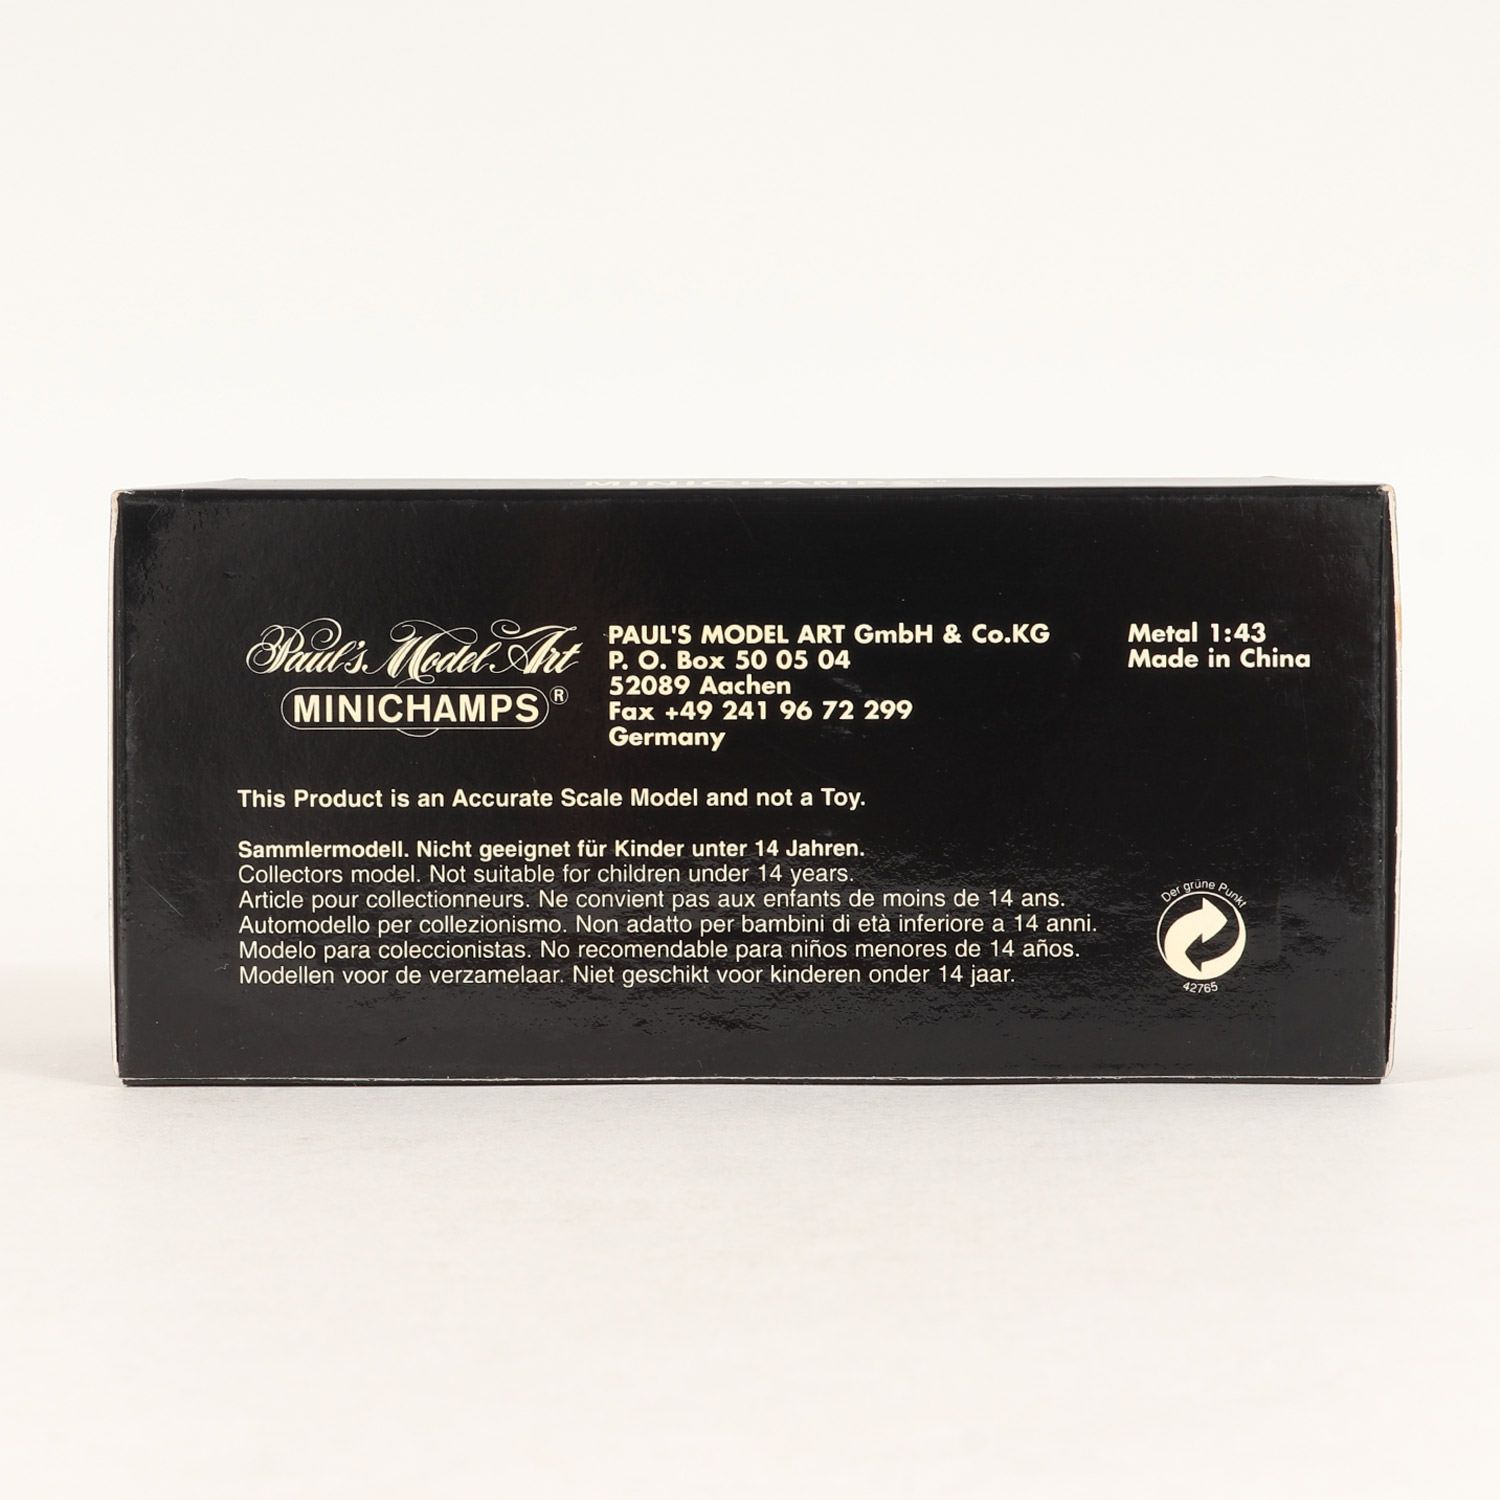 MINICHAMPS
Paul's Model Art
MINICHAMPS®
PAUL'S MODEL ART GmbH & Co.KG
P. O. Box 50 05 04
52089 Aachen
Fax +49 241 96 72 299
Germany
Metal 1:43
Made in China
This Product is an Accurate Scale Model and not a Toy.
Sammlermodell. Nicht geeignet für Kinder unter 14 Jahren.
Collectors model. Not suitable for children under 14 years.
Article pour collectionneurs. Ne convient pas aux enfants de moins de 14 ans.
Automodello per collezionismo. Non adatto per bambini di età inferiore a 14 anni.
Modelo para coleccionistas. No recomendable para niños menores de 14 años.
Modellen voor de verzamelaar. Niet geschikt voor kinderen onder 14 jaar.
Der grüne Punkt
42765